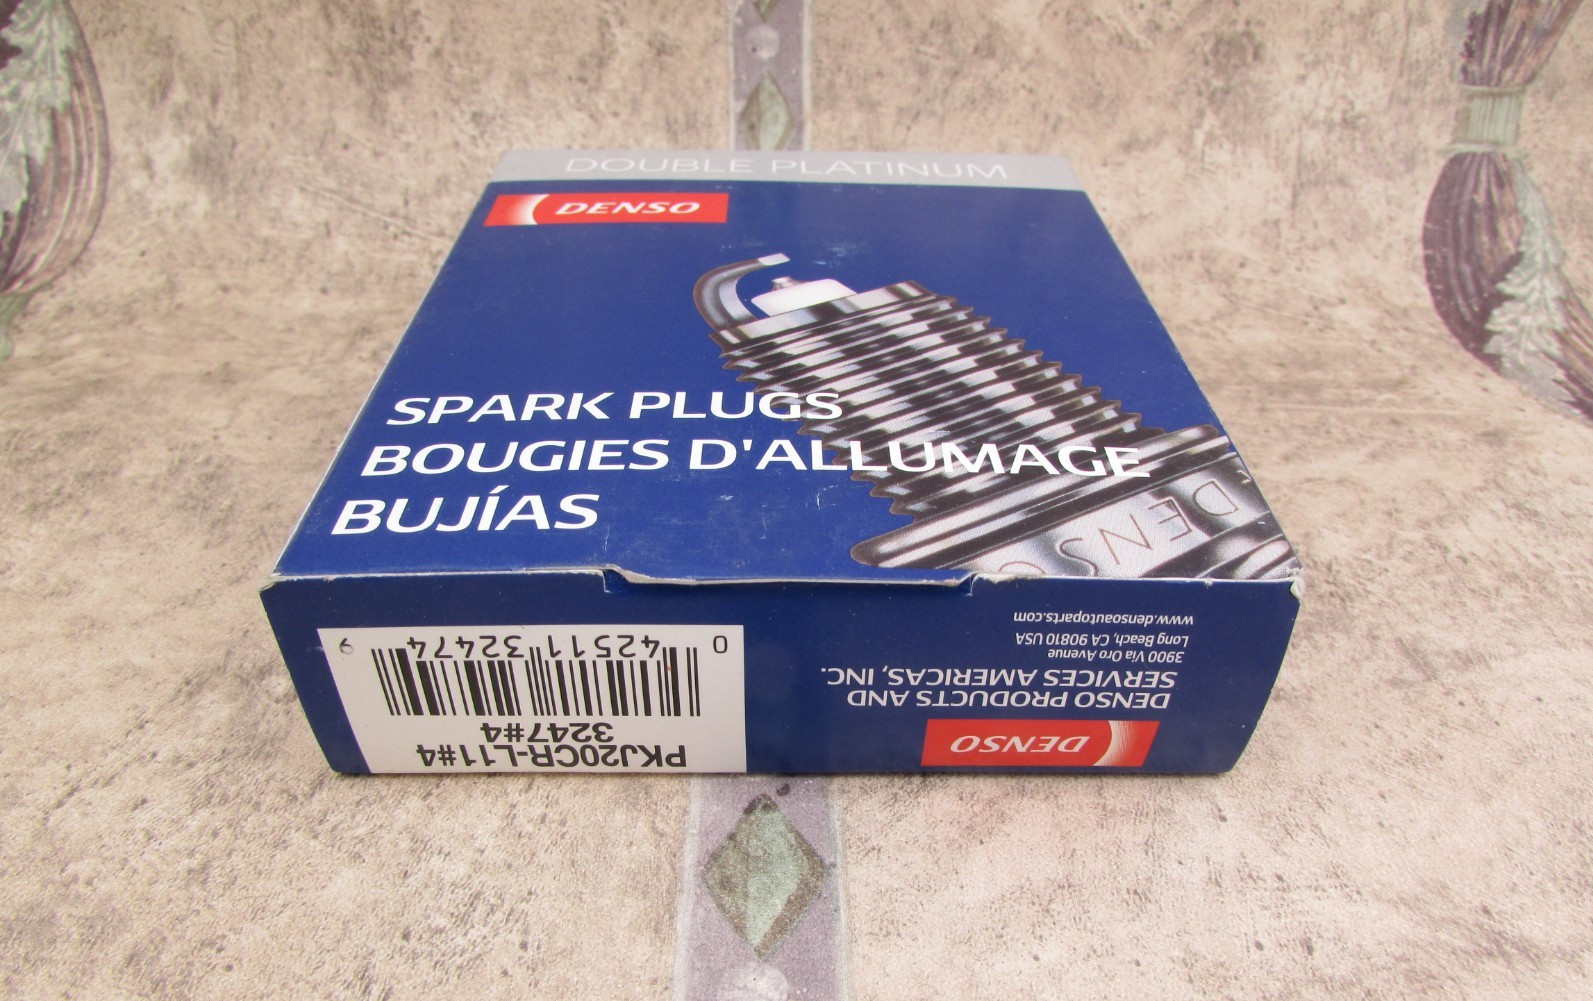 DOUBLE PLATINUM
DENSO
SPARK PLUGS
BOUGIES D'ALLUMAGE
BUJÍAS
DENSO
PKJ20CR-L11#4
3247#4
0 42511 32474 9
DENSO
DENSO PRODUCTS AND
SERVICES AMERICAS, INC.
3900 Via Oro Avenue
Long Beach, CA 90810 USA
www.densoautoparts.com